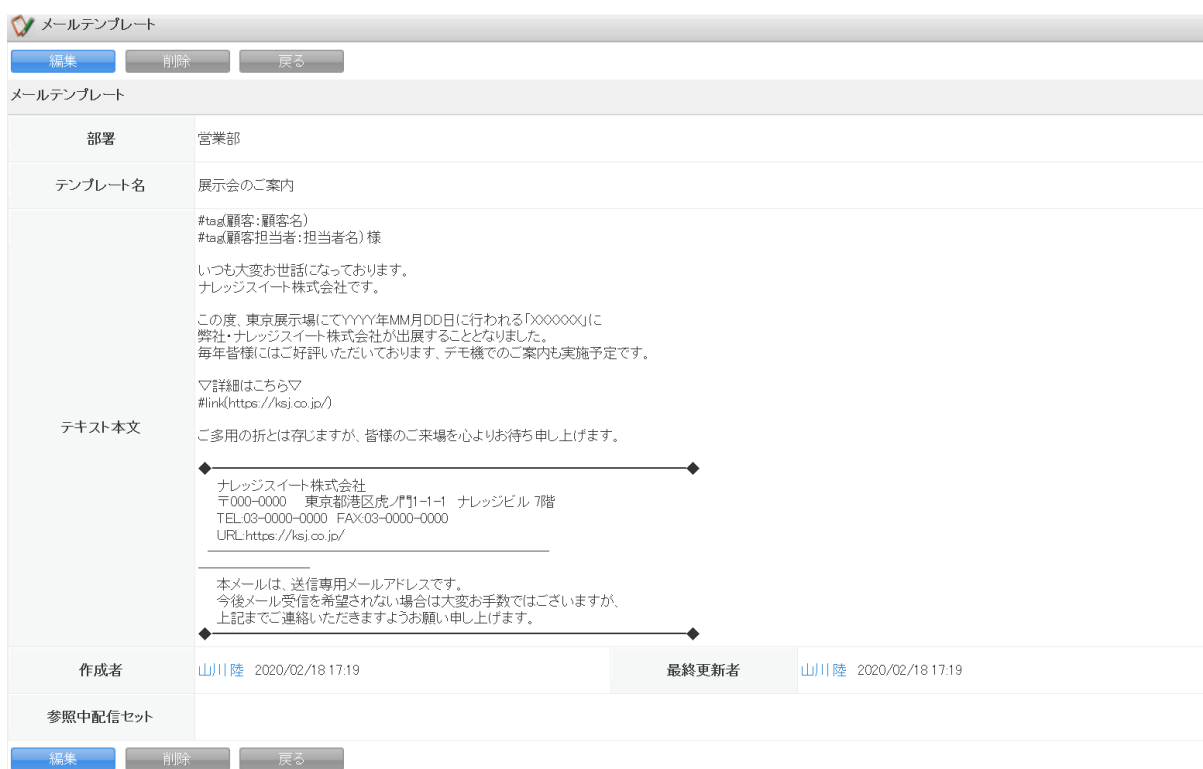 メールテンプレート
編集 削除 戻る
メールテンプレート
部署 営業部
テンプレート名 展示会のご案内
テキスト本文
#tag(顧客:顧客名)
#tag(顧客担当者:担当者名) 様
いつも大変お世話になっております。
ナレッジスイート株式会社です。
この度、東京展示場にてYYYY年MM月DD日に行われる「XXXXXX」に
弊社・ナレッジスイート株式会社が出展することとなりました。
毎年皆様にはご好評いただいております、デモ機でのご案内も実施予定です。
▽詳細はこちら▽
#link(https://ksj.co.jp/)
ご多用の折とは存じますが、皆様のご来場を心よりお待ち申し上げます。
◆――――――――――――――――――――――――――――◆
ナレッジスイート株式会社
〒000-0000 東京都港区虎ノ門1-1-1 ナレッジビル 7階
TEL:03-0000-0000 FAX:03-0000-0000
URL:https://ksj.co.jp/
本メールは、送信専用メールアドレスです。
今後メール受信を希望されない場合は大変お手数ではございますが、
上記までご連絡いただきますようお願い申し上げます。
◆――――――――――――――――――――――――――――◆
作成者 山川 陸 2020/02/18 17:19 最終更新者 山川 陸 2020/02/18 17:19
参照中配信セット
編集 削除 戻る